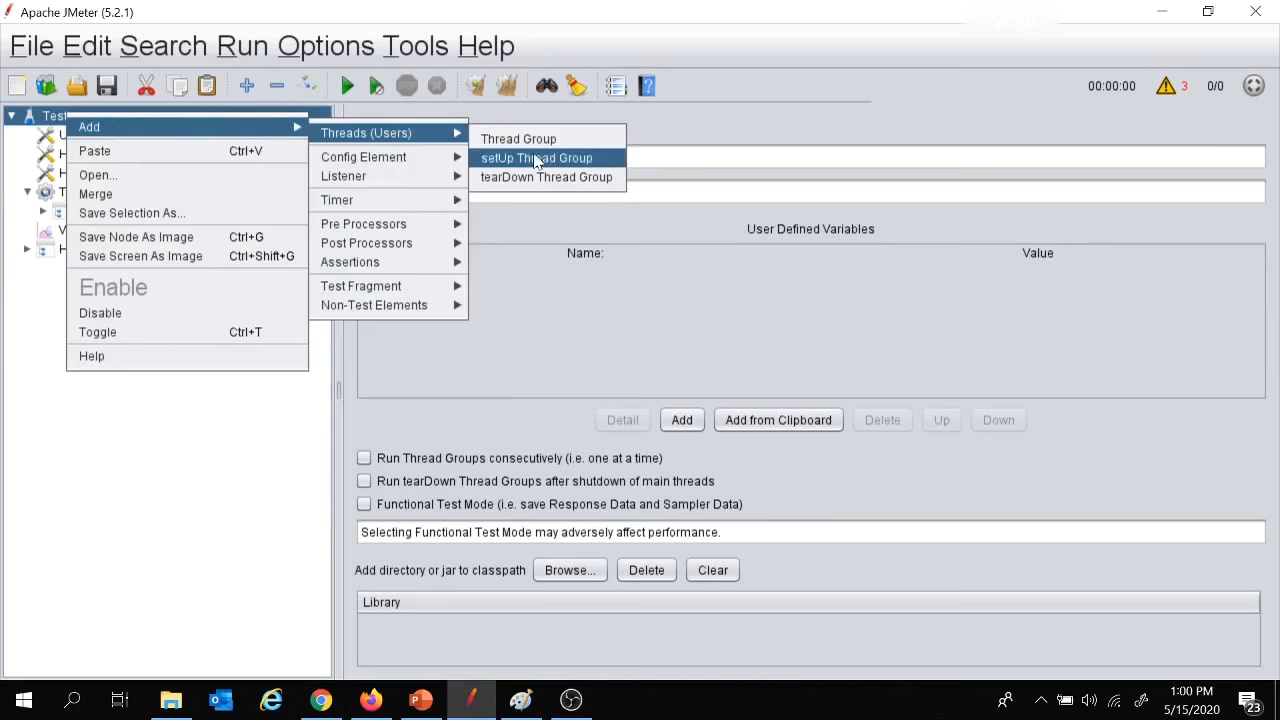 Apache JMeter (5.2.1)
File Edit Search Run Options Tools Help
00:00:00 3 0/0
Test
Add
Paste Ctrl+V
Open...
Merge
Save Selection As...
Save Node As Image Ctrl+G
Save Screen As Image Ctrl+Shift+G
Enable
Disable
Toggle Ctrl+T
Help
Threads (Users)
Config Element
Listener
Timer
Pre Processors
Post Processors
Assertions
Test Fragment
Non-Test Elements
Thread Group
setUp Thread Group
tearDown Thread Group
User Defined Variables
Name: Value
Detail Add Add from Clipboard Delete Up Down
Run Thread Groups consecutively (i.e. one at a time)
Run tearDown Thread Groups after shutdown of main threads
Functional Test Mode (i.e. save Response Data and Sampler Data)
Selecting Functional Test Mode may adversely affect performance.
Add directory or jar to classpath Browse... Delete Clear
Library
1:00 PM
5/15/2020
23